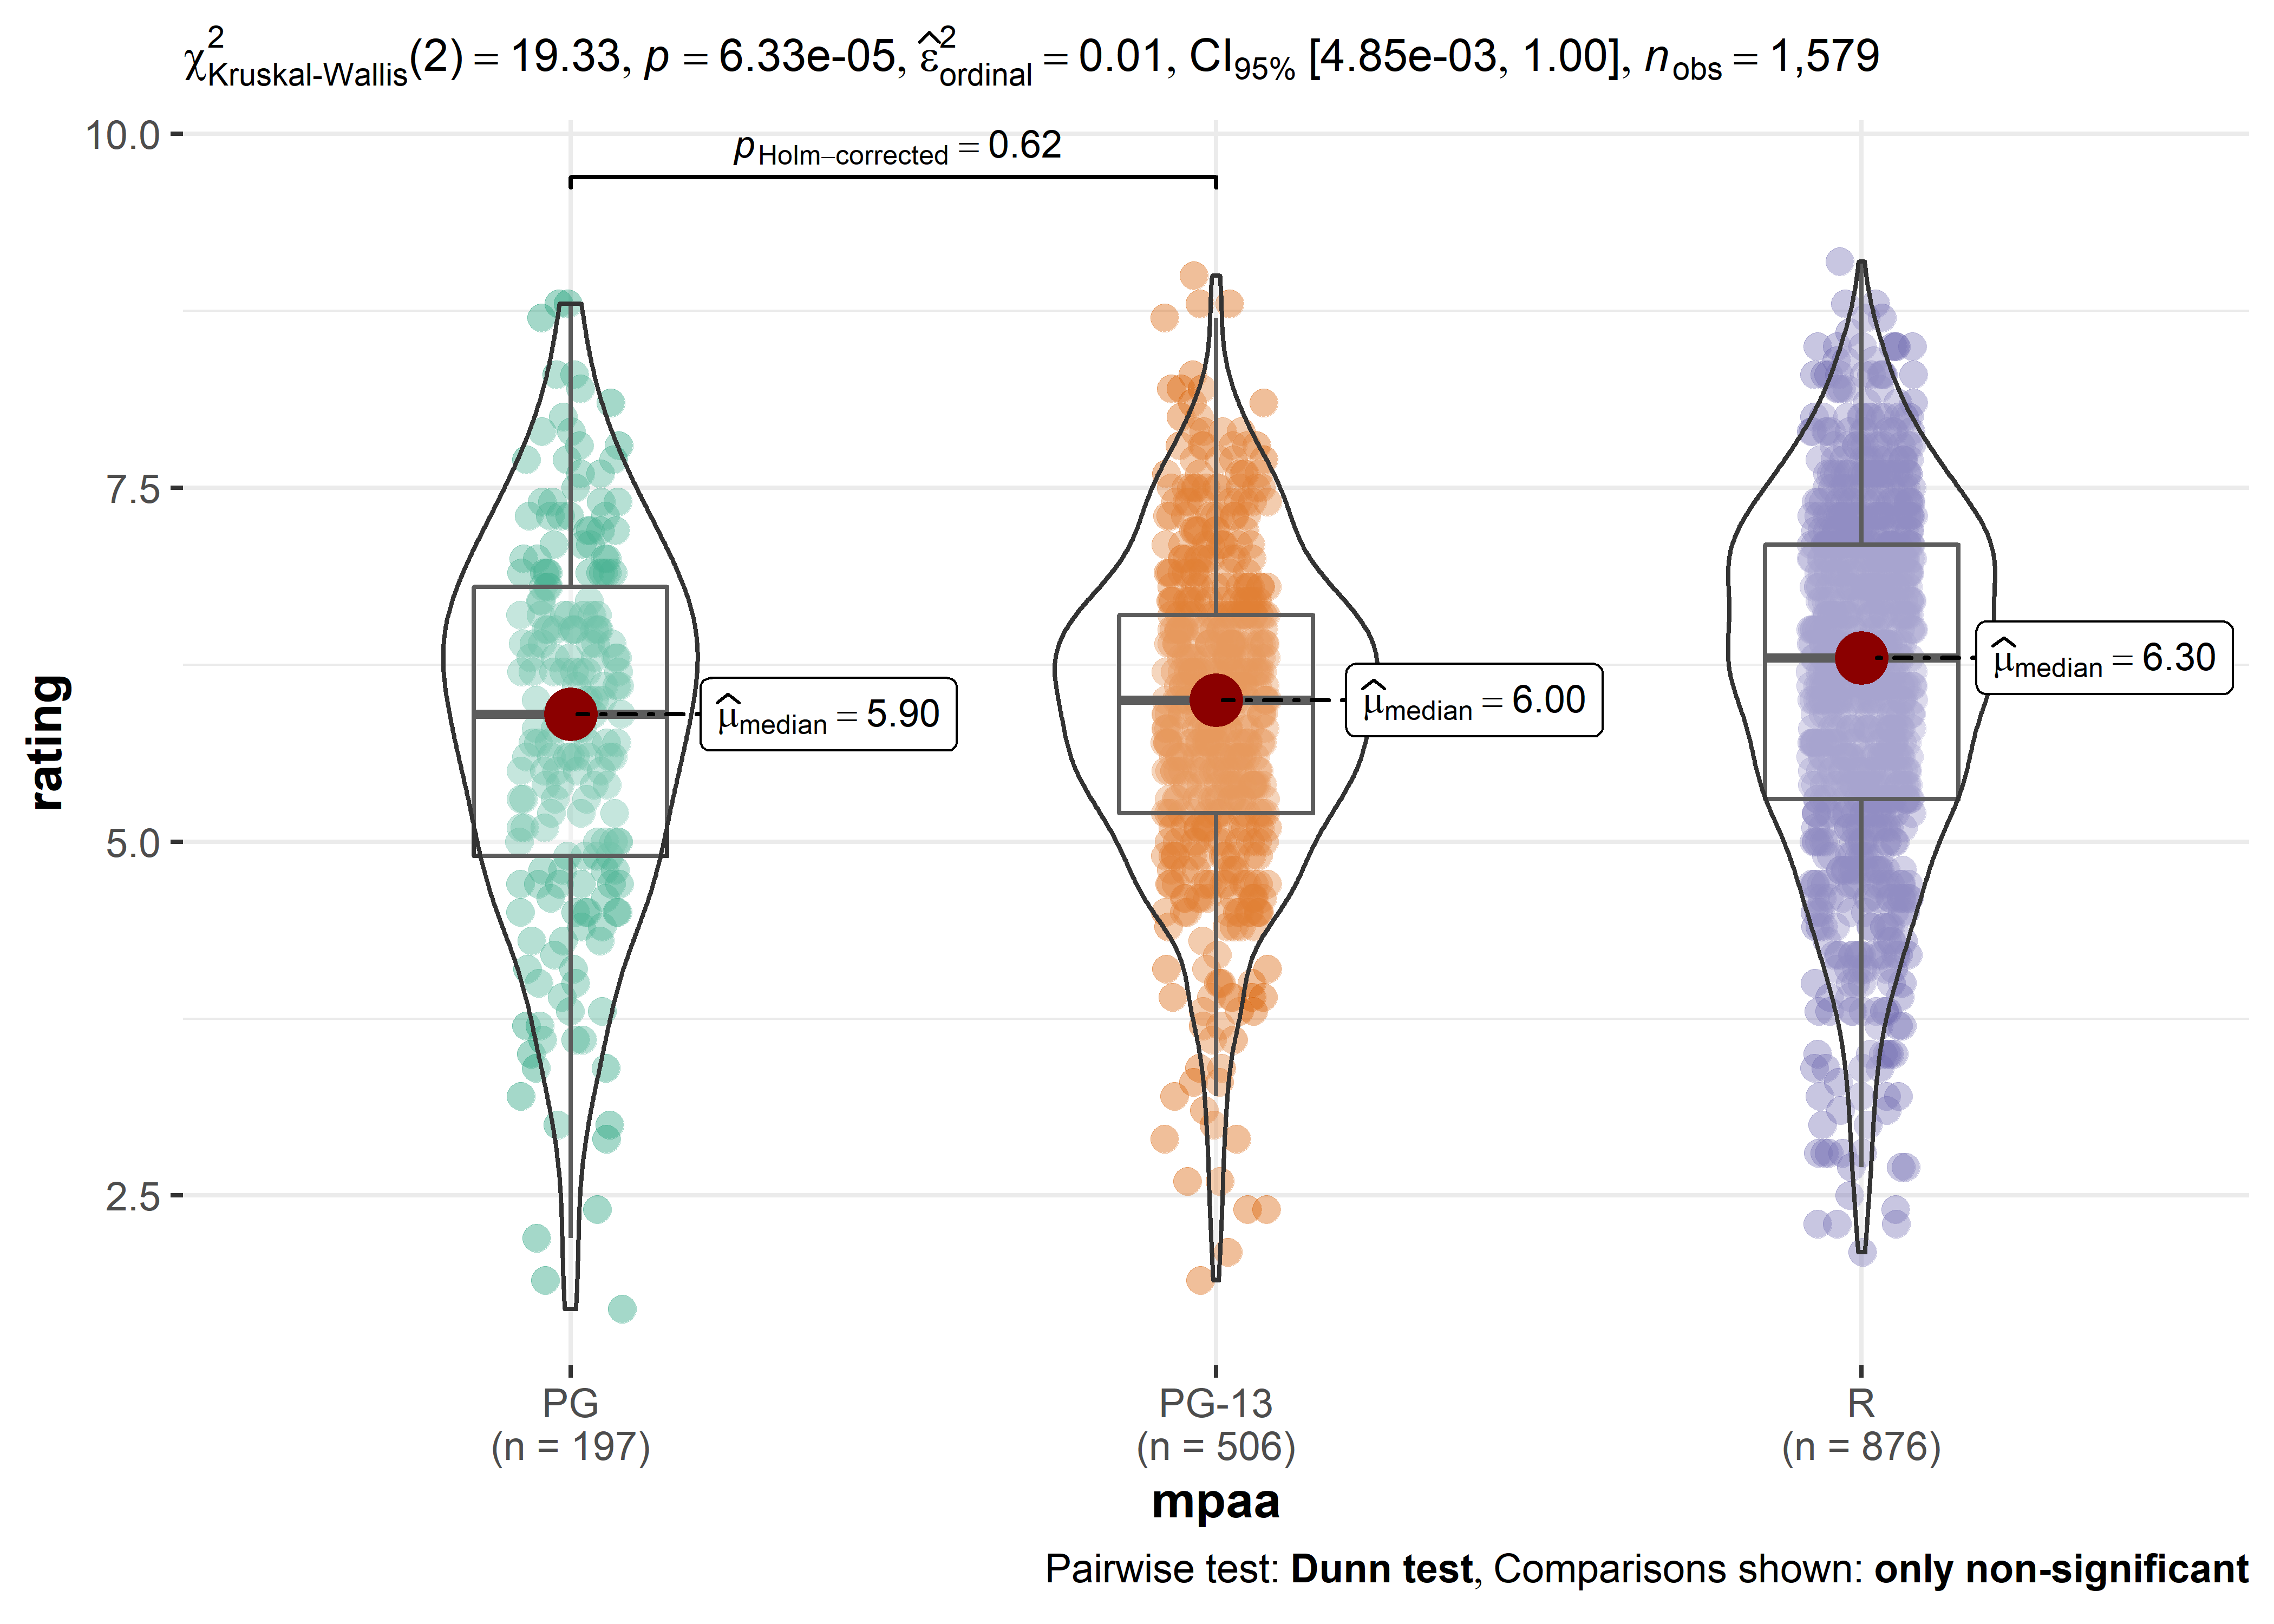 χ²Kruskal-Wallis(2) = 19.33, p = 6.33e-05, ε̂²ordinal = 0.01, CI95% [4.85e-03, 1.00], nobs = 1,579
10.0
pHolm−corrected = 0.62
7.5
μ̂median = 6.30
μ̂median = 6.00
μ̂median = 5.90
rating
5.0
2.5
PG PG-13 R
(n = 197) (n = 506) (n = 876)
mpaa
Pairwise test: Dunn test, Comparisons shown: only non-significant